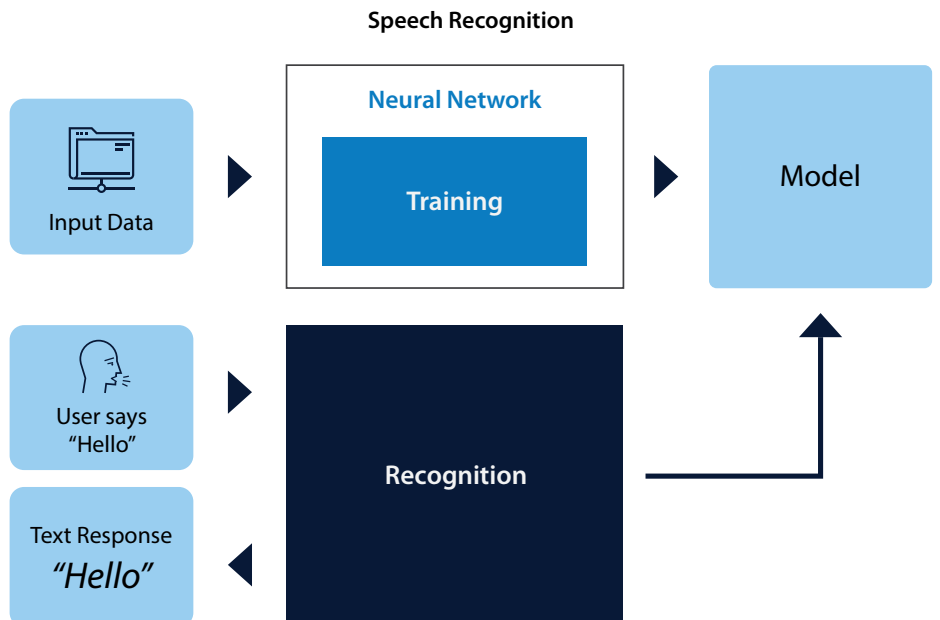 Speech Recognition
Neural Network
Training
Input Data
Model
User says
“Hello”
Recognition
Text Response
“Hello”